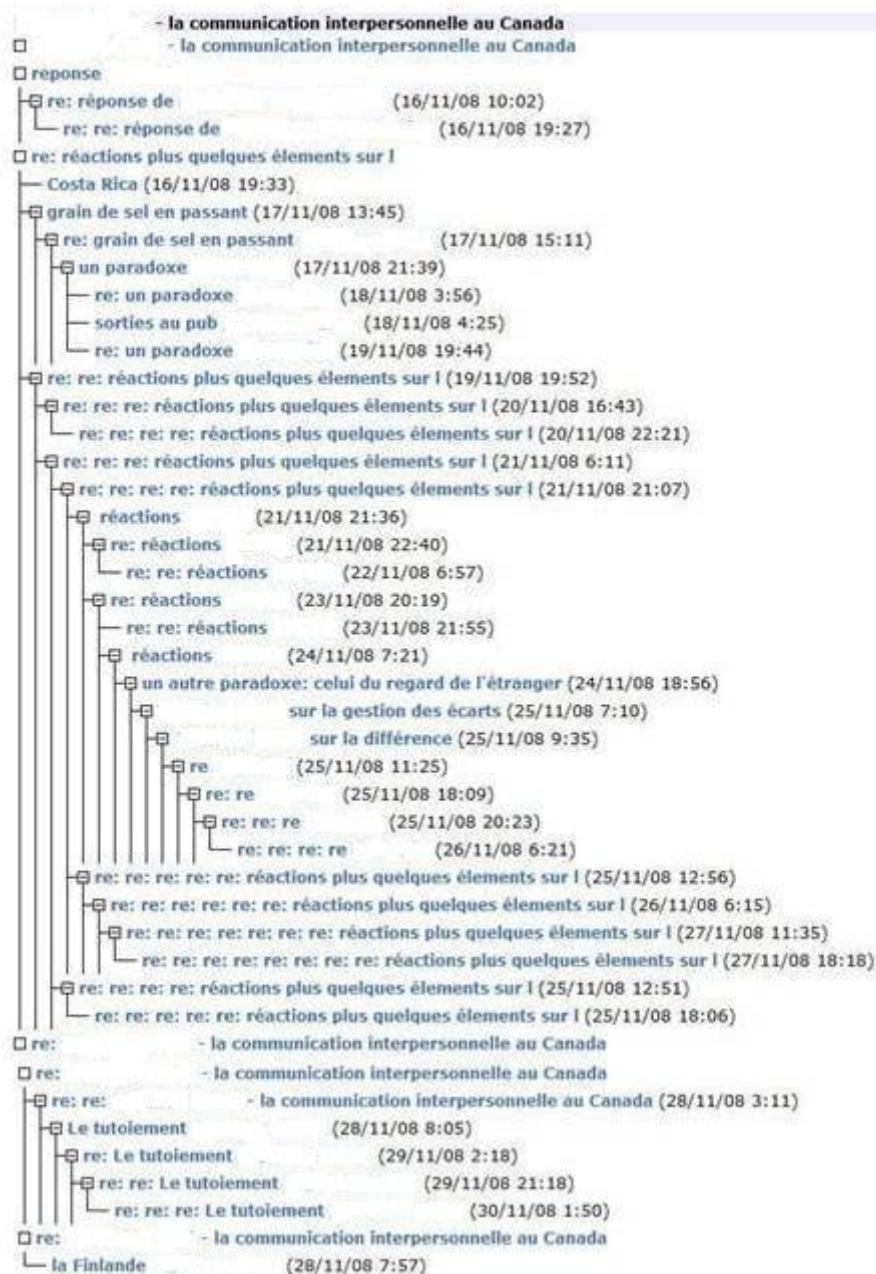 - la communication interpersonnelle au Canada
- la communication interpersonnelle au Canada
reponse
re: réponse de (16/11/08 10:02)
re: re: réponse de (16/11/08 19:27)
re: réactions plus quelques élements sur l
Costa Rica (16/11/08 19:33)
grain de sel en passant (17/11/08 13:45)
re: grain de sel en passant (17/11/08 15:11)
un paradoxe (17/11/08 21:39)
re: un paradoxe (18/11/08 3:56)
sorties au pub (18/11/08 4:25)
re: un paradoxe (19/11/08 19:44)
re: re: réactions plus quelques élements sur l (19/11/08 19:52)
re: re: re: réactions plus quelques élements sur l (20/11/08 16:43)
re: re: re: re: réactions plus quelques élements sur l (20/11/08 22:21)
re: re: re: réactions plus quelques élements sur l (21/11/08 6:11)
re: re: re: re: réactions plus quelques élements sur l (21/11/08 21:07)
réactions (21/11/08 21:36)
re: réactions (21/11/08 22:40)
re: re: réactions (22/11/08 6:57)
re: réactions (23/11/08 20:19)
re: re: réactions (23/11/08 21:55)
réactions (24/11/08 7:21)
un autre paradoxe: celui du regard de l'étranger (24/11/08 18:56)
sur la gestion des écarts (25/11/08 7:10)
sur la différence (25/11/08 9:35)
re (25/11/08 11:25)
re: re (25/11/08 18:09)
re: re: re (25/11/08 20:23)
re: re: re: re (26/11/08 6:21)
re: re: re: re: re: réactions plus quelques élements sur l (25/11/08 12:56)
re: re: re: re: re: re: réactions plus quelques élements sur l (26/11/08 6:15)
re: re: re: re: re: re: re: réactions plus quelques élements sur l (27/11/08 11:35)
re: re: re: re: re: re: re: re: réactions plus quelques élements sur l (27/11/08 18:18)
re: re: re: re: réactions plus quelques élements sur l (25/11/08 12:51)
re: re: re: re: re: réactions plus quelques élements sur l (25/11/08 18:06)
re: - la communication interpersonnelle au Canada
re: - la communication interpersonnelle au Canada
re: re: - la communication interpersonnelle au Canada (28/11/08 3:11)
Le tutoiement (28/11/08 8:05)
re: Le tutoiement (29/11/08 2:18)
re: re: Le tutoiement (29/11/08 21:18)
re: re: re: Le tutoiement (30/11/08 1:50)
re: - la communication interpersonnelle au Canada
la Finlande (28/11/08 7:57)